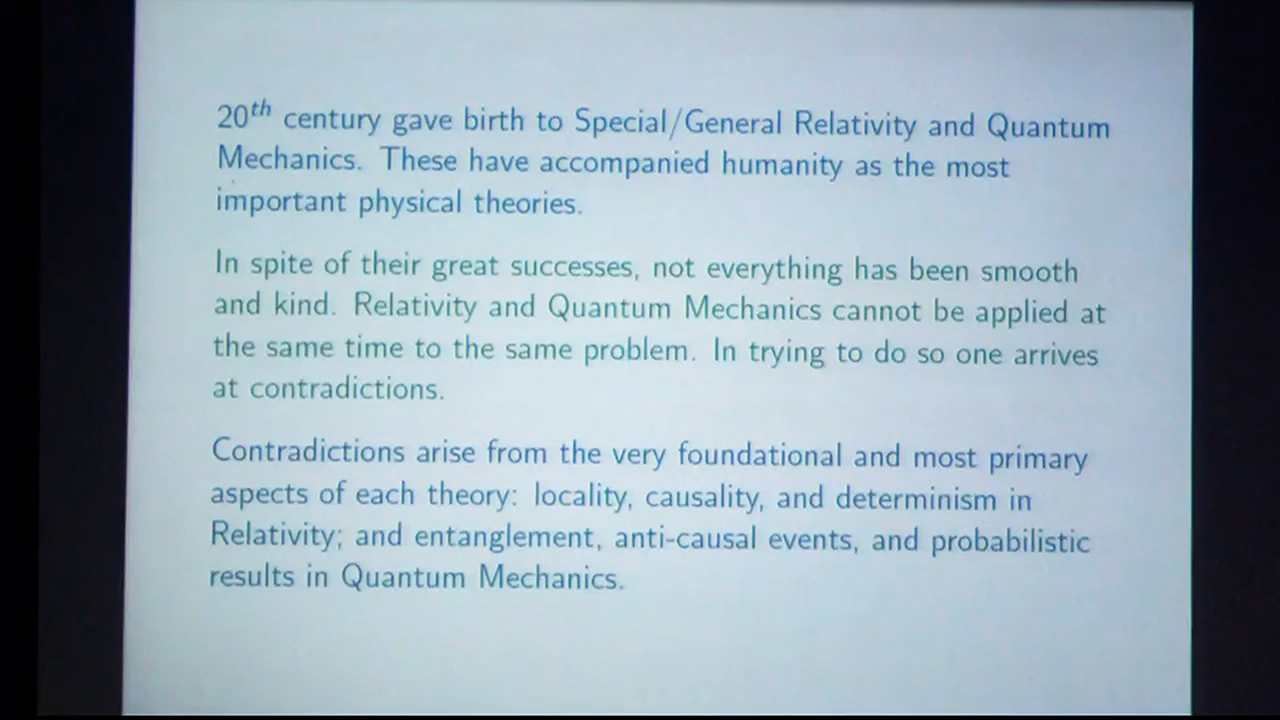 20th century gave birth to Special/General Relativity and Quantum
Mechanics. These have accompanied humanity as the most
important physical theories.
In spite of their great successes, not everything has been smooth
and kind. Relativity and Quantum Mechanics cannot be applied at
the same time to the same problem. In trying to do so one arrives
at contradictions.
Contradictions arise from the very foundational and most primary
aspects of each theory: locality, causality, and determinism in
Relativity; and entanglement, anti-causal events, and probabilistic
results in Quantum Mechanics.